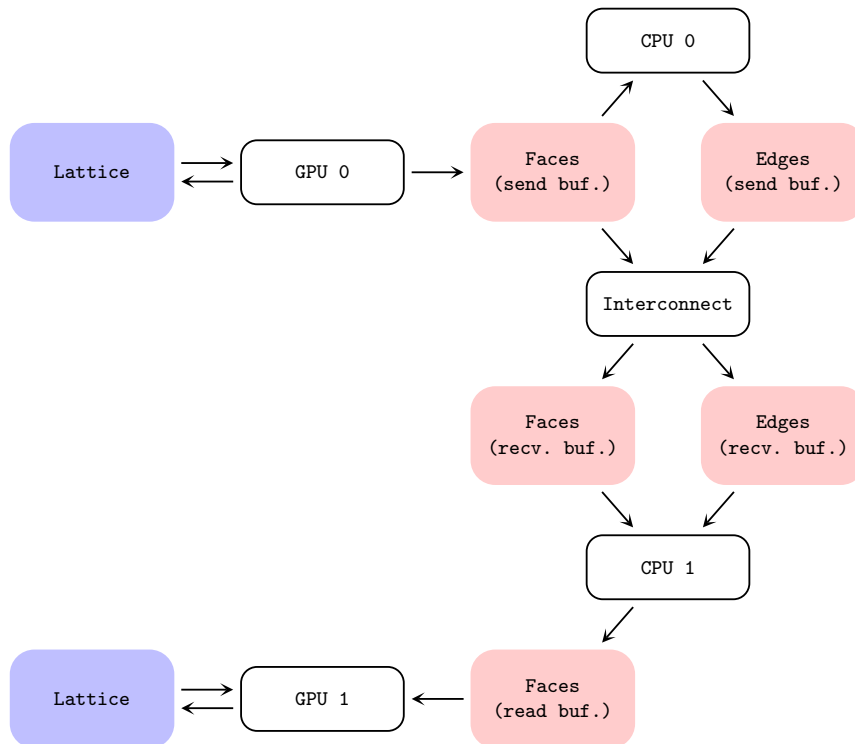 CPU 0
Lattice
GPU 0
Faces
(send buf.)
Edges
(send buf.)
Interconnect
Faces
(recv. buf.)
Edges
(recv. buf.)
CPU 1
Lattice
GPU 1
Faces
(read buf.)